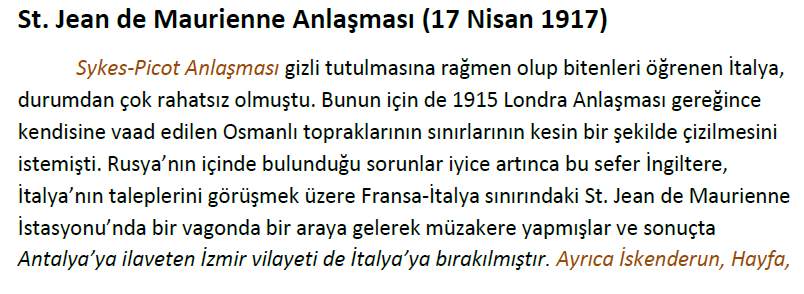 St. Jean de Maurienne Anlaşması (17 Nisan 1917)
Sykes-Picot Anlaşması gizli tutulmasına rağmen olup bitenleri öğrenen İtalya,
durumdan çok rahatsız olmuştu. Bunun için de 1915 Londra Anlaşması gereğince
kendisine vaad edilen Osmanlı topraklarının sınırlarının kesin bir şekilde çizilmesini
istemişti. Rusya’nın içinde bulunduğu sorunlar iyice artınca bu sefer İngiltere,
İtalya’nın taleplerini görüşmek üzere Fransa-İtalya sınırındaki St. Jean de Maurienne
İstasyonu’nda bir vagonda bir araya gelerek müzakere yapmışlar ve sonuçta
Antalya’ya ilaveten İzmir vilayeti de İtalya’ya bırakılmıştır. Ayrıca İskenderun, Hayfa,